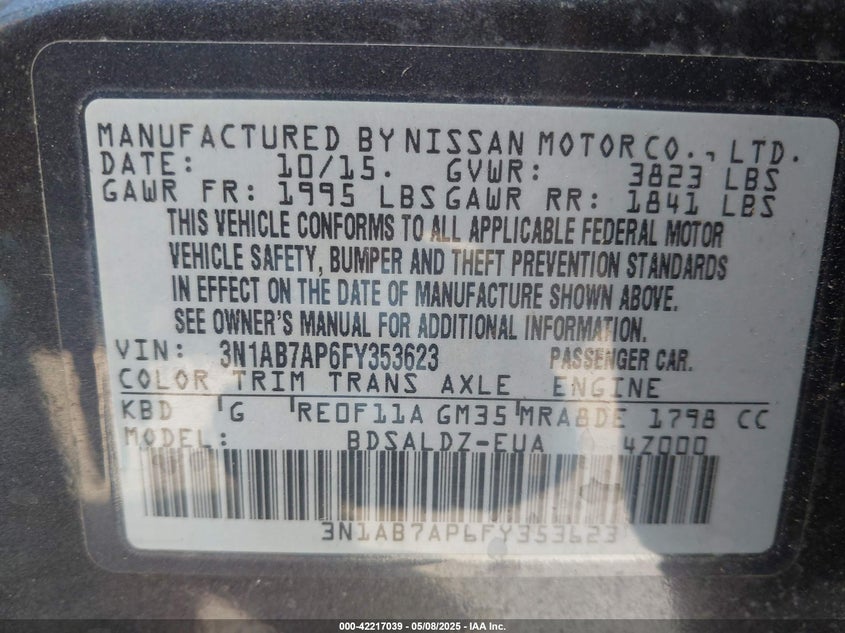 MANUFACTURED BY NISSAN MOTOR CO., LTD.
DATE: 10/15. GVWR: 3823 LBS
GAWR FR: 1995 LBS GAWR RR: 1841 LBS
THIS VEHICLE CONFORMS TO ALL APPLICABLE FEDERAL MOTOR
VEHICLE SAFETY, BUMPER AND THEFT PREVENTION STANDARDS
IN EFFECT ON THE DATE OF MANUFACTURE SHOWN ABOVE.
SEE OWNER'S MANUAL FOR ADDITIONAL INFORMATION.
VIN: 3N1AB7AP6FY353623 PASSENGER CAR.
COLOR TRIM TRANS AXLE ENGINE
KBD G RE0F11A GM35 MRA8DE 1798 CC
MODEL: BDSALDZ-EUA 4Z000
3N1AB7AP6FY353623
000-42217039 - 05/08/2025 - IAA Inc.